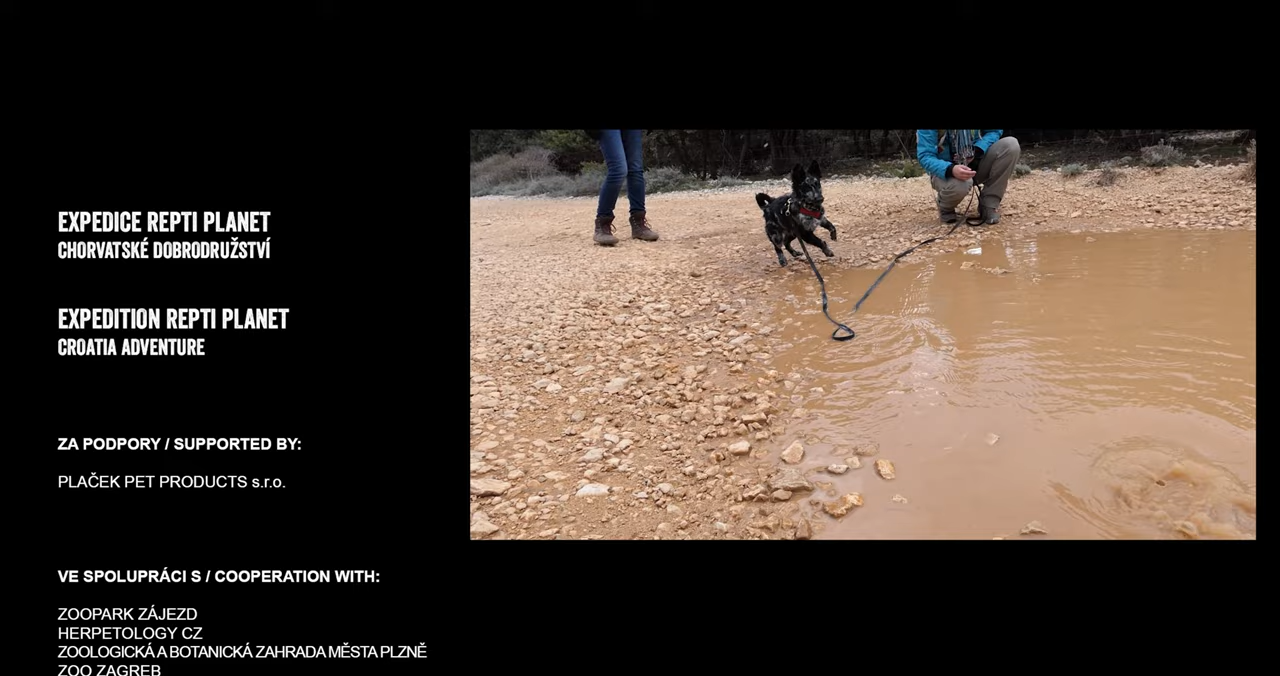 EXPEDICE REPTI PLANET
CHORVATSKÉ DOBRODRUŽSTVÍ
EXPEDITION REPTI PLANET
CROATIA ADVENTURE
ZA PODPORY / SUPPORTED BY:
PLAČEK PET PRODUCTS s.r.o.
VE SPOLUPRÁCI S / COOPERATION WITH:
ZOOPARK ZÁJEZD
HERPETOLOGY CZ
ZOOLOGICKÁ A BOTANICKÁ ZAHRADA MĚSTA PLZNĚ
ZOO ZAGREB